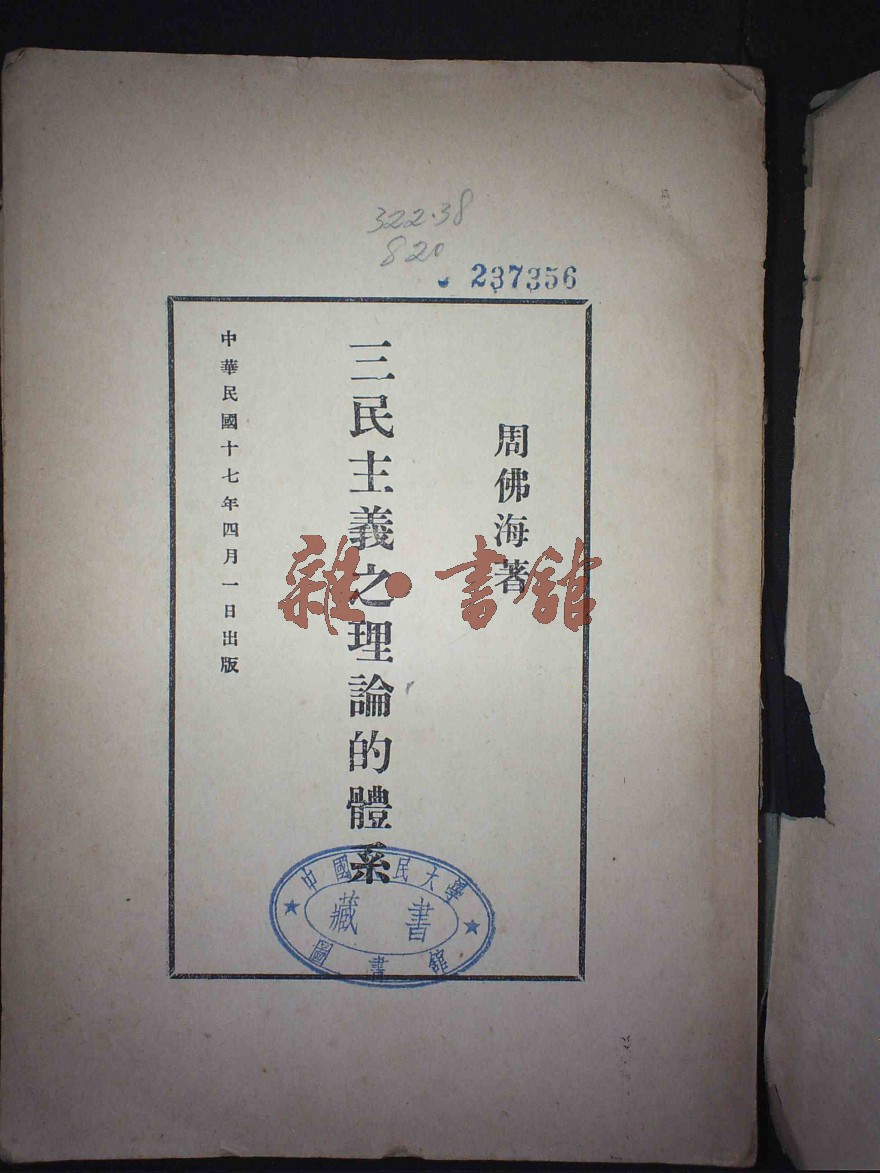 322.38
820
237356
周佛海著
三民主義之理論的體系
中華民國十七年四月一日出版
雜·書館
中國 民大學
藏書
圖書館